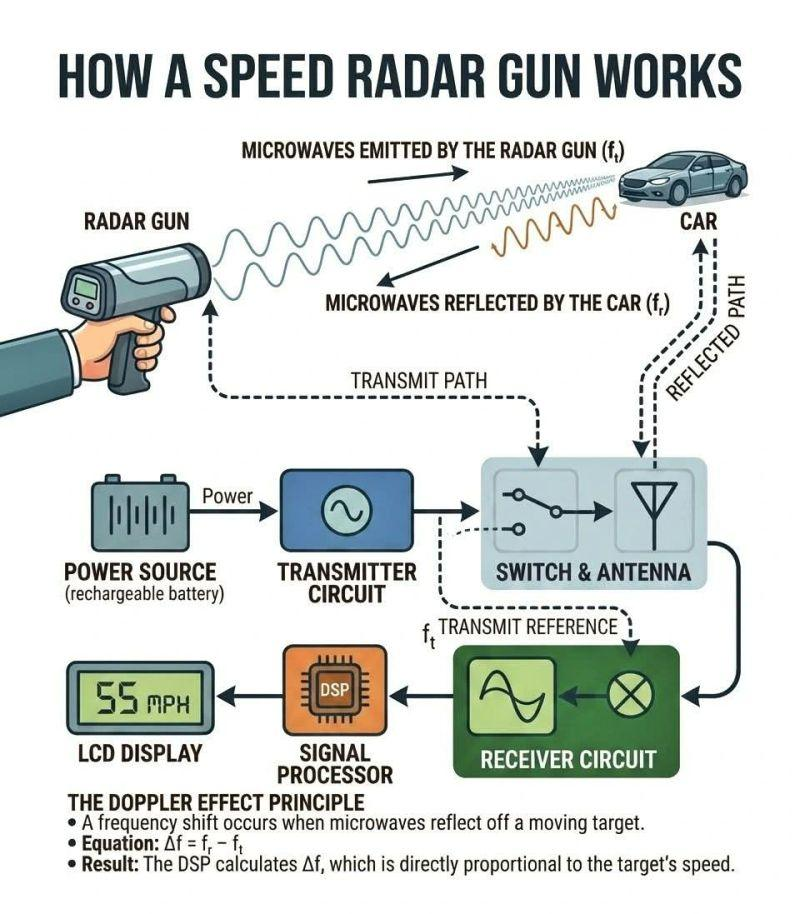 HOW A SPEED RADAR GUN WORKS
MICROWAVES EMITTED BY THE RADAR GUN (fₜ)
RADAR GUN
CAR
MICROWAVES REFLECTED BY THE CAR (fᵣ)
REFLECTED PATH
TRANSMIT PATH
Power
POWER SOURCE
(rechargeable battery)
TRANSMITTER
CIRCUIT
SWITCH & ANTENNA
fₜ TRANSMIT REFERENCE
55 MPH
DSP
LCD DISPLAY
SIGNAL
PROCESSOR
RECEIVER CIRCUIT
THE DOPPLER EFFECT PRINCIPLE
• A frequency shift occurs when microwaves reflect off a moving target.
• Equation: Δf = fᵣ − fₜ
• Result: The DSP calculates Δf, which is directly proportional to the target’s speed.